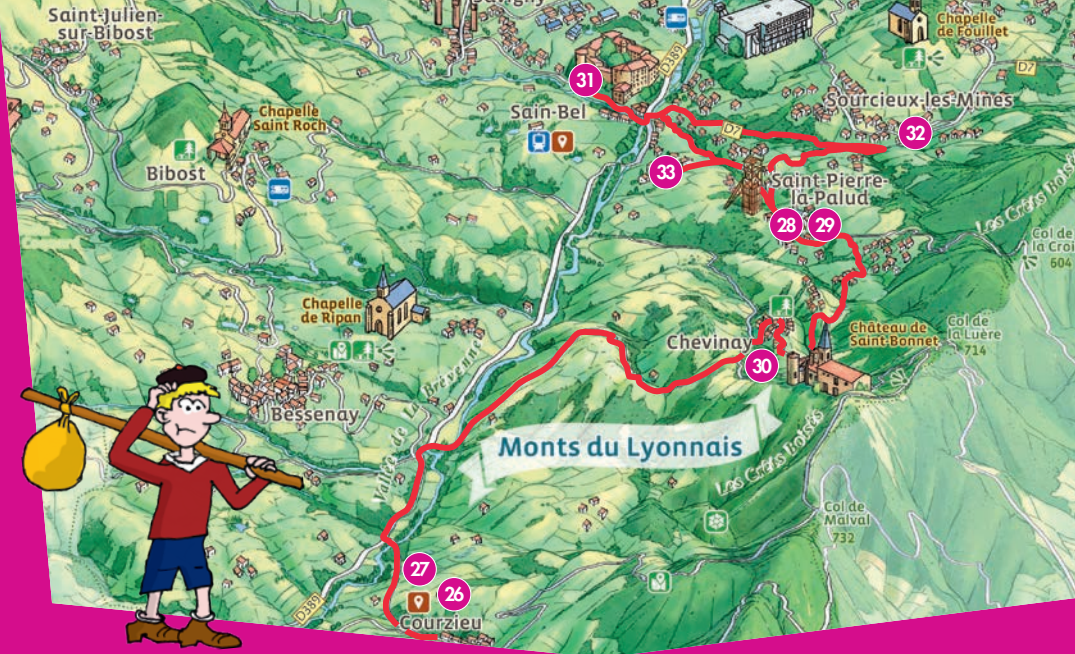 Saint-Julien-
sur-Bibost
Chapelle
de Fouillet
D389
D7
31
Sourcieux-les-Mines
Chapelle
Saint Roch
Sain-Bel
D7
32
Bibost
33
Saint-Pierre-
la-Palud
28
29
Les Crêts Boisés
Col de
la Croix
604
Chapelle
de Ripan
Chevinay
Château de
Saint-Bonnet
Col de
la Luère
714
30
Vallée de La Brévenne
Bessenay
Monts du Lyonnais
Les Crêts Boisés
Col de
Malval
732
27
26
D389
Courzieu